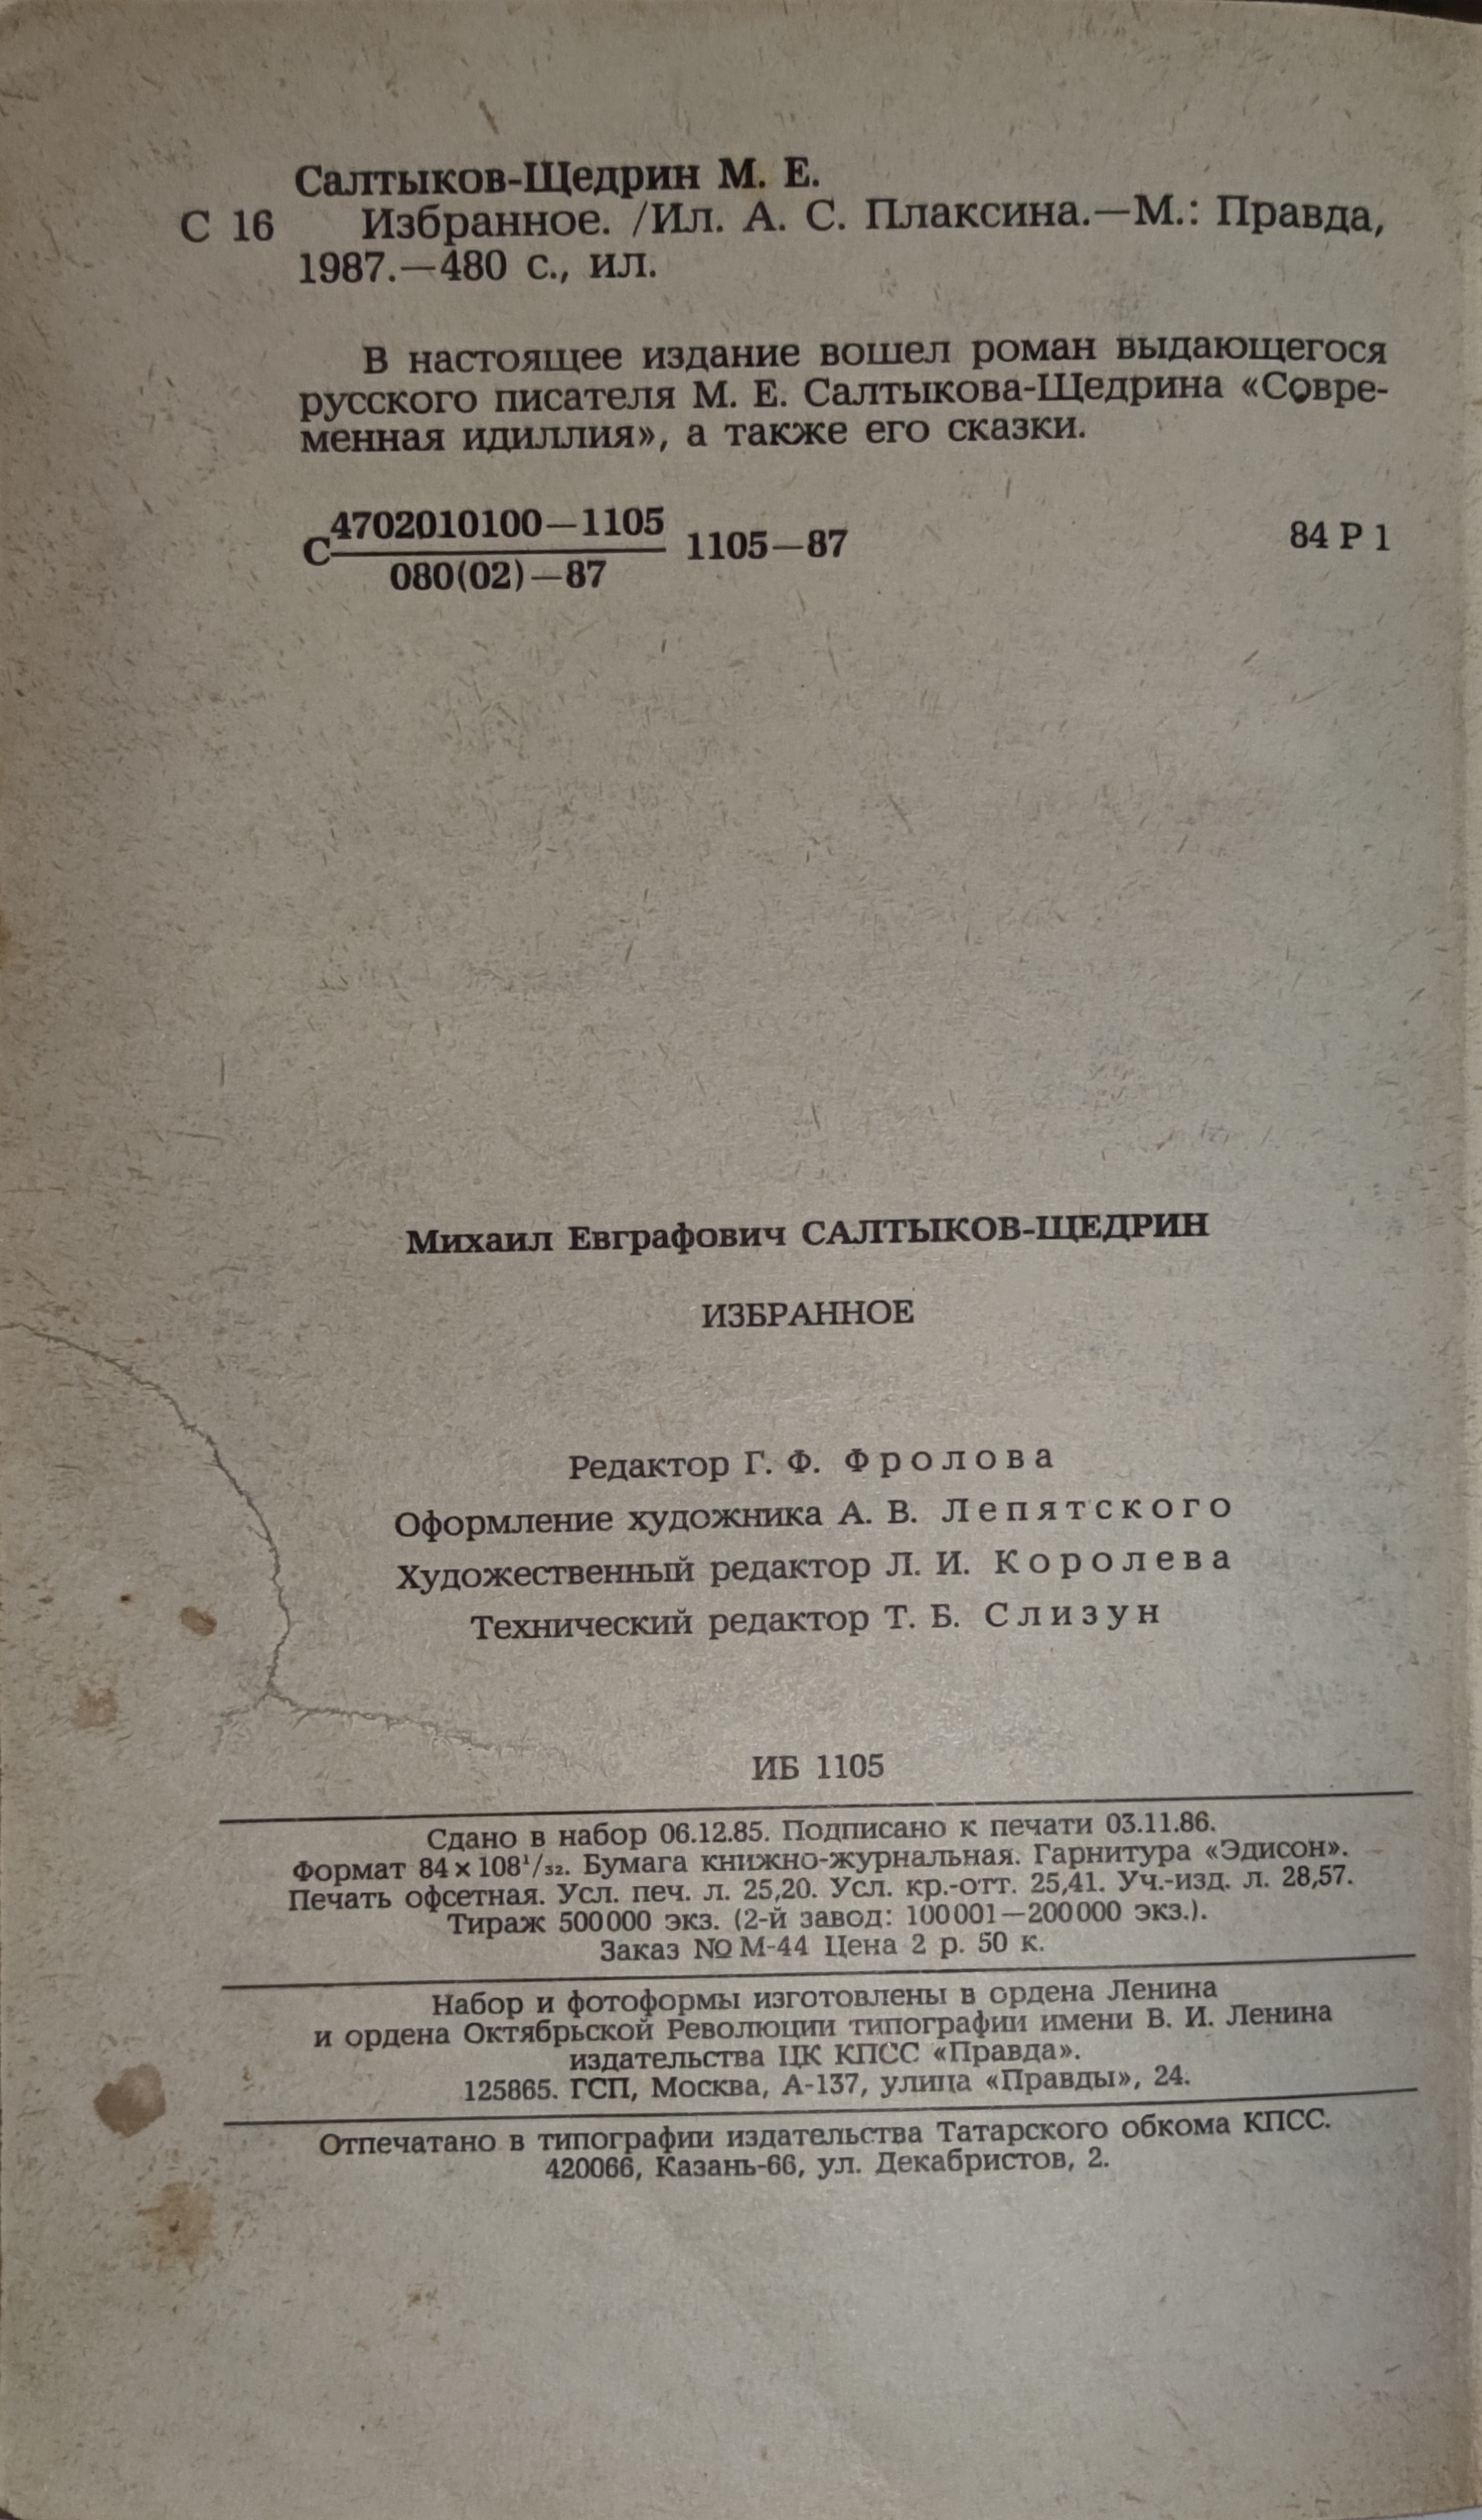 Салтыков-Щедрин М. Е.
С 16 Избранное. /Ил. А. С. Плаксина.—М.: Правда,
1987.—480 с., ил.
В настоящее издание вошел роман выдающегося
русского писателя М. Е. Салтыкова-Щедрина «Совре-
менная идиллия», а также его сказки.
С 4702010100—1105 1105—87 84 Р 1
080(02)—87
Михаил Евграфович САЛТЫКОВ-ЩЕДРИН
ИЗБРАННОЕ
Редактор Г. Ф. Фролова
Оформление художника А. В. Лепятского
Художественный редактор Л. И. Королева
Технический редактор Т. Б. Слизун
ИБ 1105
Сдано в набор 06.12.85. Подписано к печати 03.11.86.
Формат 84×108¹/₃₂. Бумага книжно-журнальная. Гарнитура «Эдисон».
Печать офсетная. Усл. печ. л. 25,20. Усл. кр.-отт. 25,41. Уч.-изд. л. 28,57.
Тираж 500000 экз. (2-й завод: 100001—200000 экз.).
Заказ № М-44 Цена 2 р. 50 к.
Набор и фотоформы изготовлены в ордена Ленина
и ордена Октябрьской Революции типографии имени В. И. Ленина
издательства ЦК КПСС «Правда».
125865. ГСП, Москва, А-137, улица «Правды», 24.
Отпечатано в типографии издательства Татарского обкома КПСС.
420066, Казань-66, ул. Декабристов, 2.